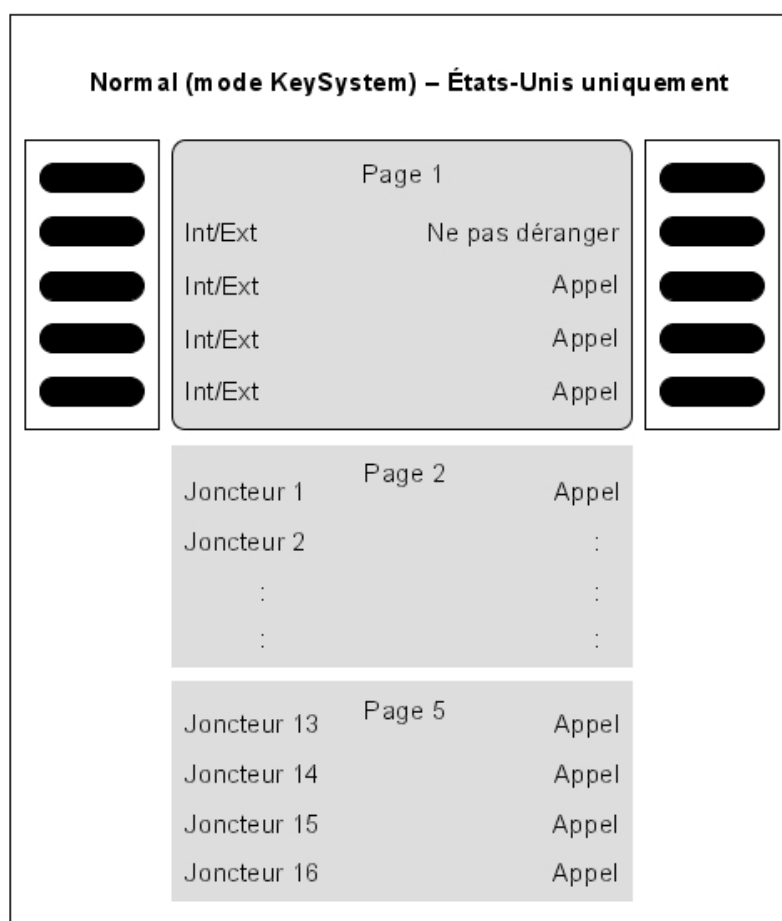 Normal (mode KeySystem) – États-Unis uniquement
Page 1
Int/Ext Ne pas déranger
Int/Ext Appel
Int/Ext Appel
Int/Ext Appel
Page 2
Joncteur 1 Appel
Joncteur 2 :
: :
: :
Page 5
Joncteur 13 Appel
Joncteur 14 Appel
Joncteur 15 Appel
Joncteur 16 Appel